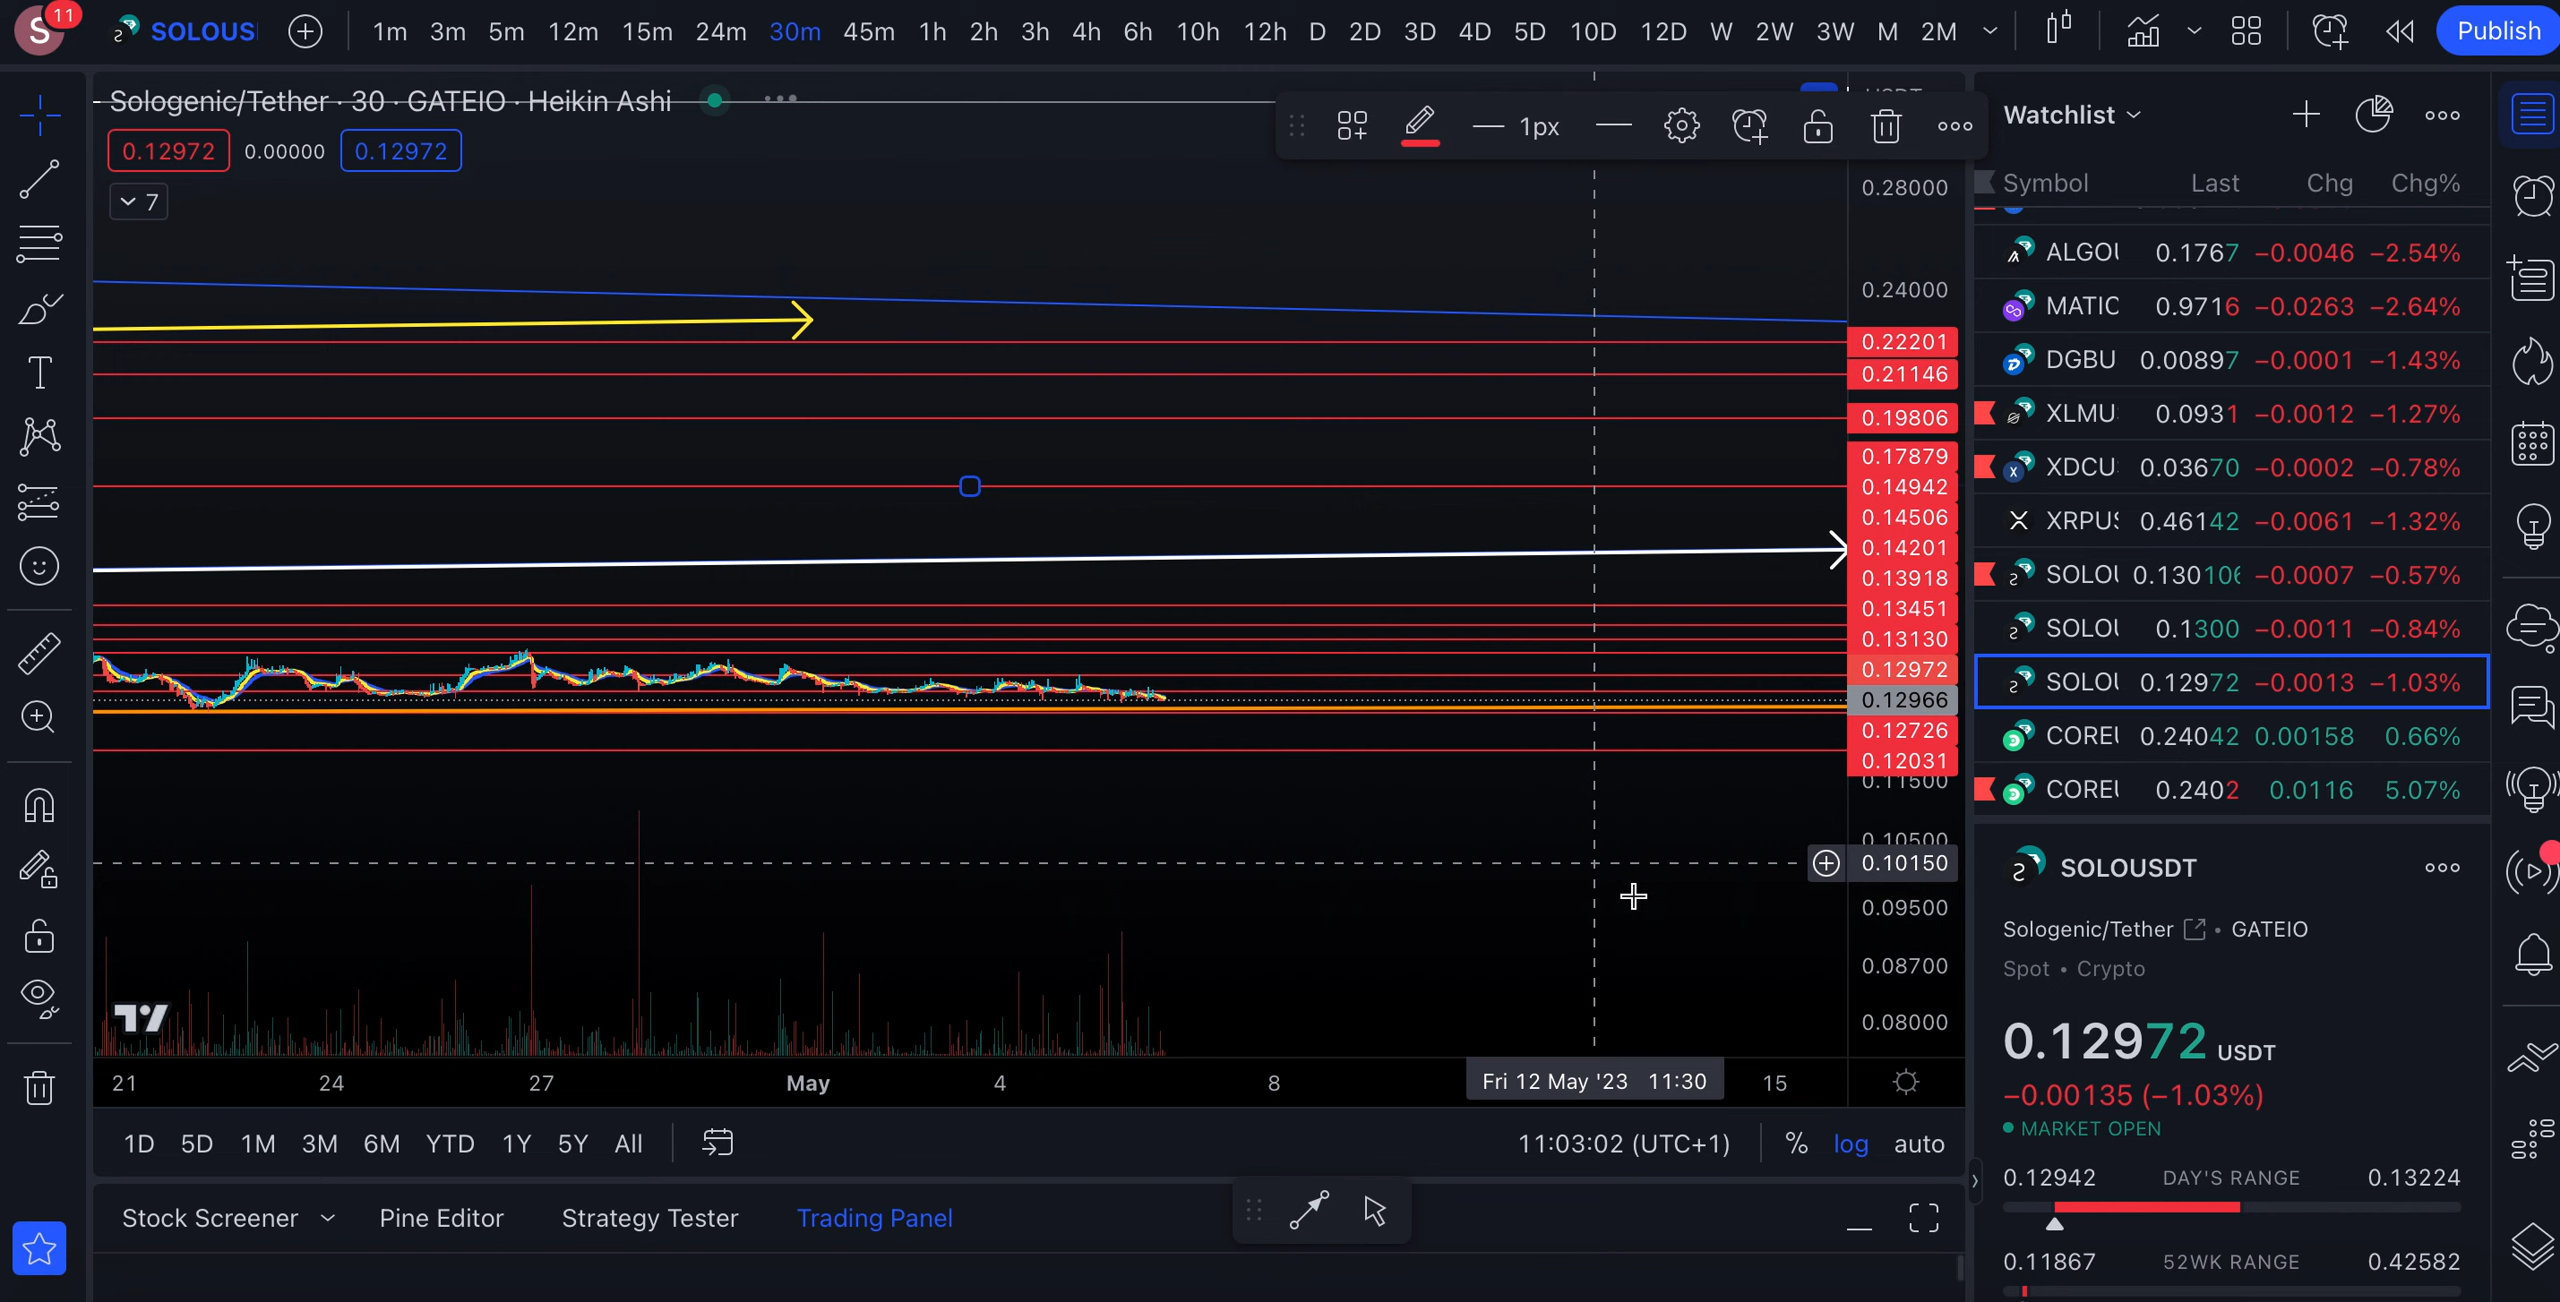 S 11 SOLOUS 1m 3m 5m 12m 15m 24m 30m 45m 1h 2h 3h 4h 6h 10h 12h D 2D 3D 4D 5D 10D 12D W 2W 3W M 2M Publish
Sologenic/Tether · 30 · GATEIO · Heikin Ashi
0.12972 0.00000 0.12972
7
1px
0.28000
0.24000
0.22201
0.21146
0.19806
0.17879
0.14942
0.14506
0.14201
0.13918
0.13451
0.13130
0.12972
0.12966
0.12726
0.12031
0.11500
0.10500
0.10150
0.09500
0.08700
0.08000
21 24 27 May 4 8 Fri 12 May '23 11:30 15
1D 5D 1M 3M 6M YTD 1Y 5Y All 11:03:02 (UTC+1) % log auto
Stock Screener Pine Editor Strategy Tester Trading Panel
Watchlist
Symbol Last Chg Chg%
ALGOU 0.1767 −0.0046 −2.54%
MATIC 0.9716 −0.0263 −2.64%
DGBU 0.00897 −0.0001 −1.43%
XLMU 0.0931 −0.0012 −1.27%
XDCU 0.03670 −0.0002 −0.78%
XRPUS 0.46142 −0.0061 −1.32%
SOLOU 0.130106 −0.0007 −0.57%
SOLOU 0.1300 −0.0011 −0.84%
SOLOU 0.12972 −0.0013 −1.03%
COREU 0.24042 0.00158 0.66%
COREU 0.2402 0.0116 5.07%
SOLOUSDT
Sologenic/Tether • GATEIO
Spot • Crypto
0.12972 USDT
−0.00135 (−1.03%)
MARKET OPEN
0.12942 DAY'S RANGE 0.13224
0.11867 52WK RANGE 0.42582